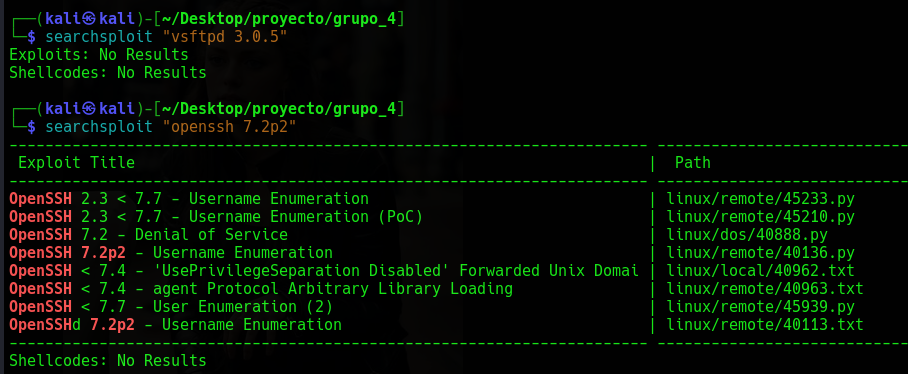 ┌──(kali㉿kali)-[~/Desktop/proyecto/grupo_4]
└─$ searchsploit "vsftpd 3.0.5"
Exploits: No Results
Shellcodes: No Results
┌──(kali㉿kali)-[~/Desktop/proyecto/grupo_4]
└─$ searchsploit "openssh 7.2p2"
Exploit Title | Path
OpenSSH 2.3 < 7.7 - Username Enumeration | linux/remote/45233.py
OpenSSH 2.3 < 7.7 - Username Enumeration (PoC) | linux/remote/45210.py
OpenSSH 7.2 - Denial of Service | linux/dos/40888.py
OpenSSH 7.2p2 - Username Enumeration | linux/remote/40136.py
OpenSSH < 7.4 - 'UsePrivilegeSeparation Disabled' Forwarded Unix Domai | linux/local/40962.txt
OpenSSH < 7.4 - agent Protocol Arbitrary Library Loading | linux/remote/40963.txt
OpenSSH < 7.7 - User Enumeration (2) | linux/remote/45939.py
OpenSSHd 7.2p2 - Username Enumeration | linux/remote/40113.txt
Shellcodes: No Results